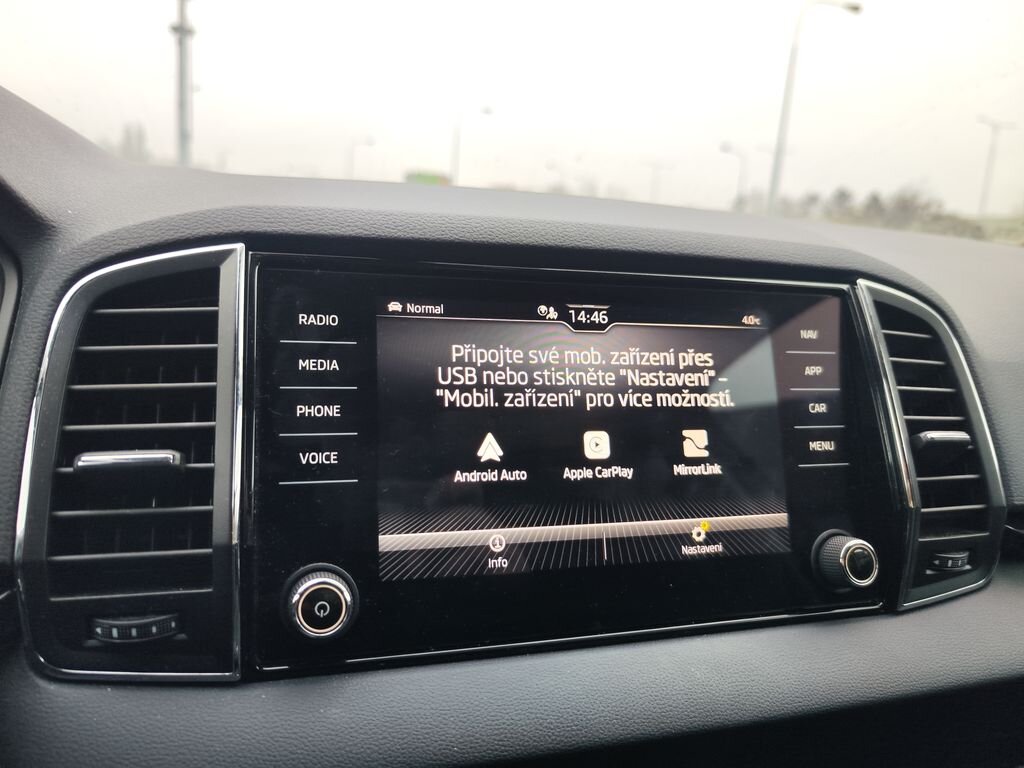 Normal
14:46
4.0°C
RADIO
MEDIA
PHONE
VOICE
Připojte své mob. zařízení přes
USB nebo stiskněte "Nastavení" -
"Mobil. zařízení" pro více možností.
Android Auto
Apple CarPlay
MirrorLink
Info
Nastavení
NAV
APP
CAR
MENU